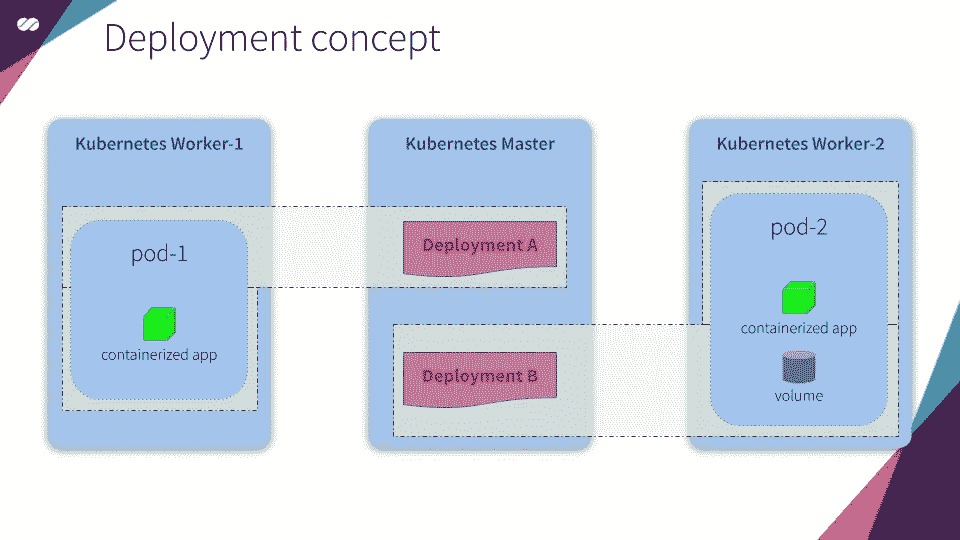 Deployment concept
Kubernetes Worker-1
Kubernetes Master
Kubernetes Worker-2
pod-1
containerized app
Deployment A
Deployment B
pod-2
containerized app
volume